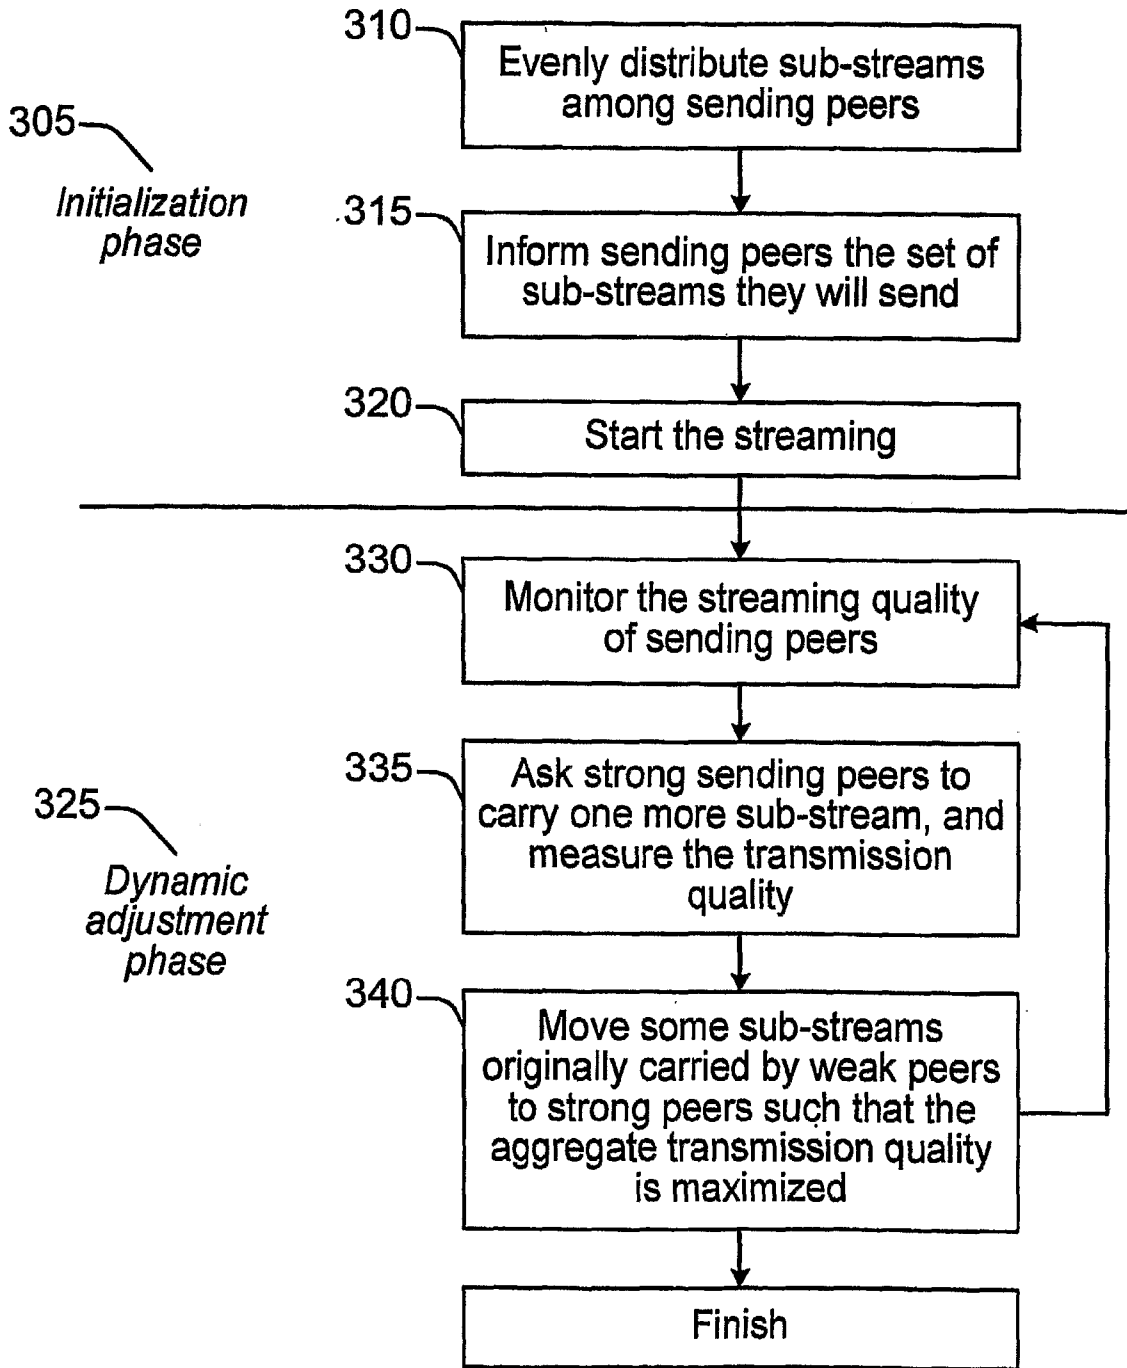 310
Evenly distribute sub-streams
among sending peers
305
Initialization
phase
315
Inform sending peers the set of
sub-streams they will send
320
Start the streaming
330
Monitor the streaming quality
of sending peers
335
Ask strong sending peers to
carry one more sub-stream, and
measure the transmission
quality
325
Dynamic
adjustment
phase
340
Move some sub-streams
originally carried by weak peers
to strong peers such that the
aggregate transmission quality
is maximized
Finish